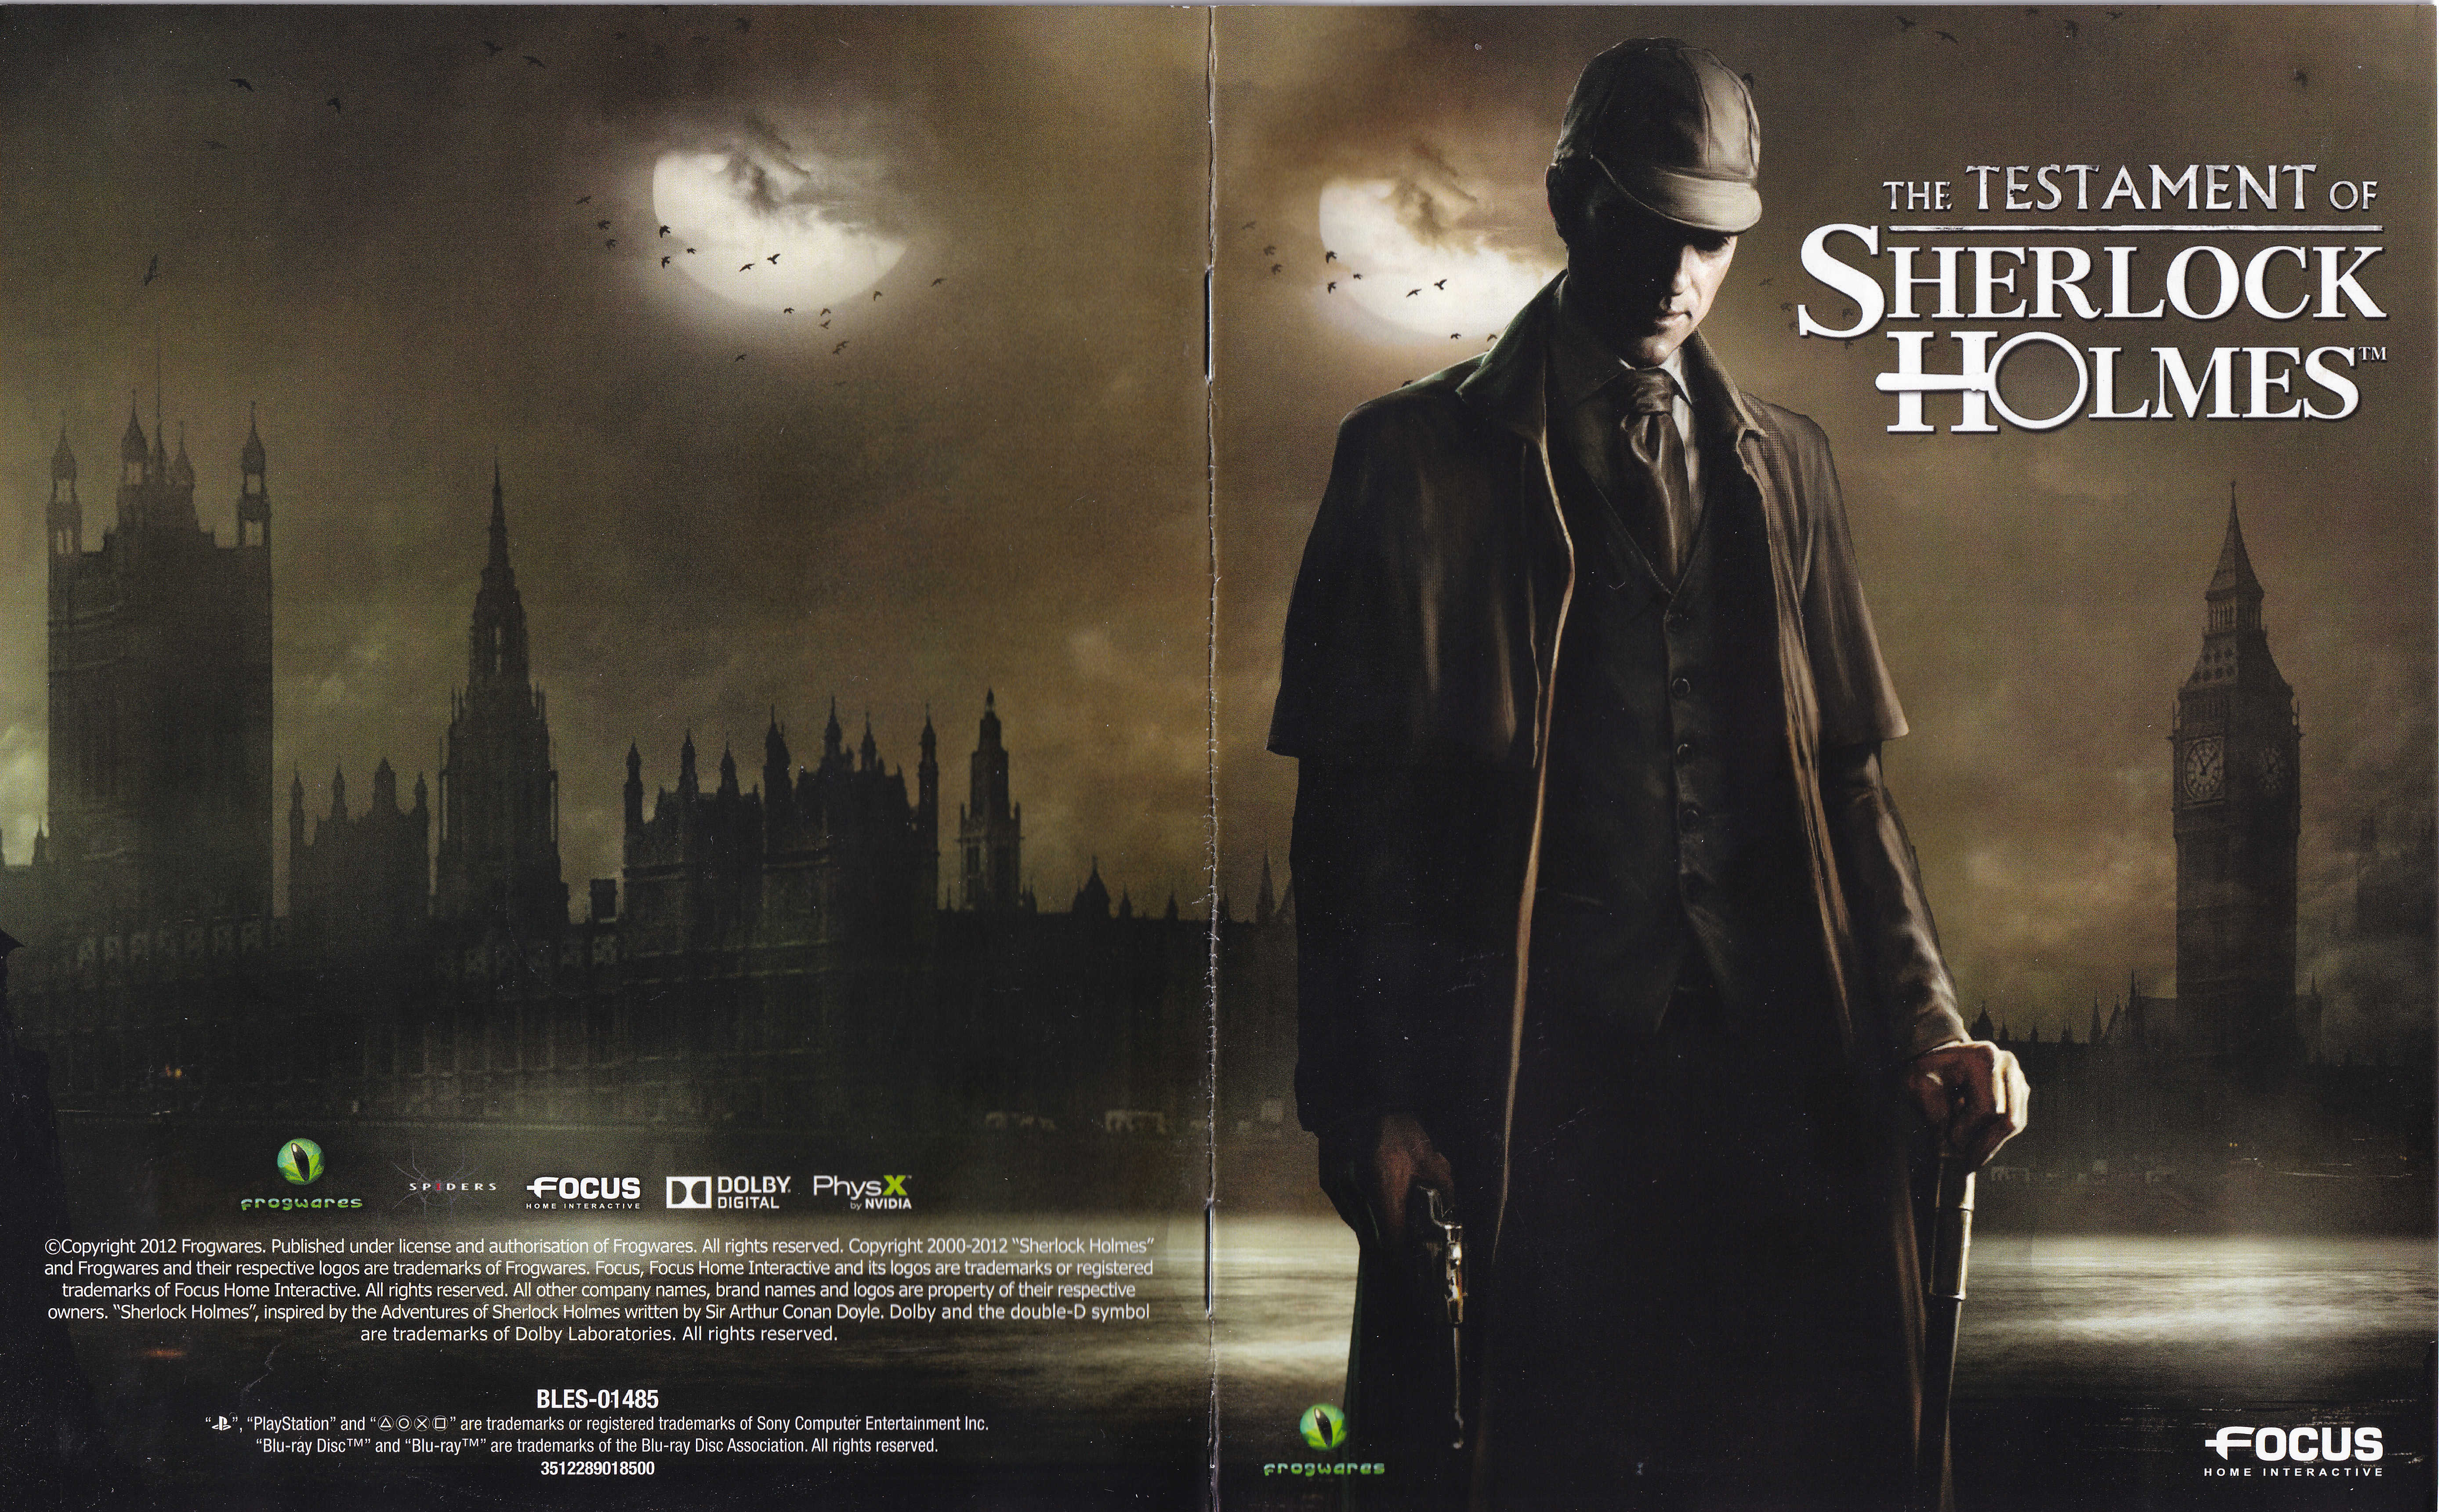 THE TESTAMENT OF
SHERLOCK
HOLMES™
frogwares
FOCUS
HOME INTERACTIVE
frogwares
SPIDERS
FOCUS
HOME INTERACTIVE
DOLBY
DIGITAL
PhysX™
by NVIDIA
©Copyright 2012 Frogwares. Published under license and authorisation of Frogwares. All rights reserved. Copyright 2000-2012 “Sherlock Holmes”
and Frogwares and their respective logos are trademarks of Frogwares. Focus, Focus Home Interactive and its logos are trademarks or registered
trademarks of Focus Home Interactive. All rights reserved. All other company names, brand names and logos are property of their respective
owners. “Sherlock Holmes”, inspired by the Adventures of Sherlock Holmes written by Sir Arthur Conan Doyle. Dolby and the double-D symbol
are trademarks of Dolby Laboratories. All rights reserved.
BLES-01485
“ ”, “PlayStation” and “△○✕□” are trademarks or registered trademarks of Sony Computer Entertainment Inc.
“Blu-ray Disc™” and “Blu-ray™” are trademarks of the Blu-ray Disc Association. All rights reserved.
3512289018500